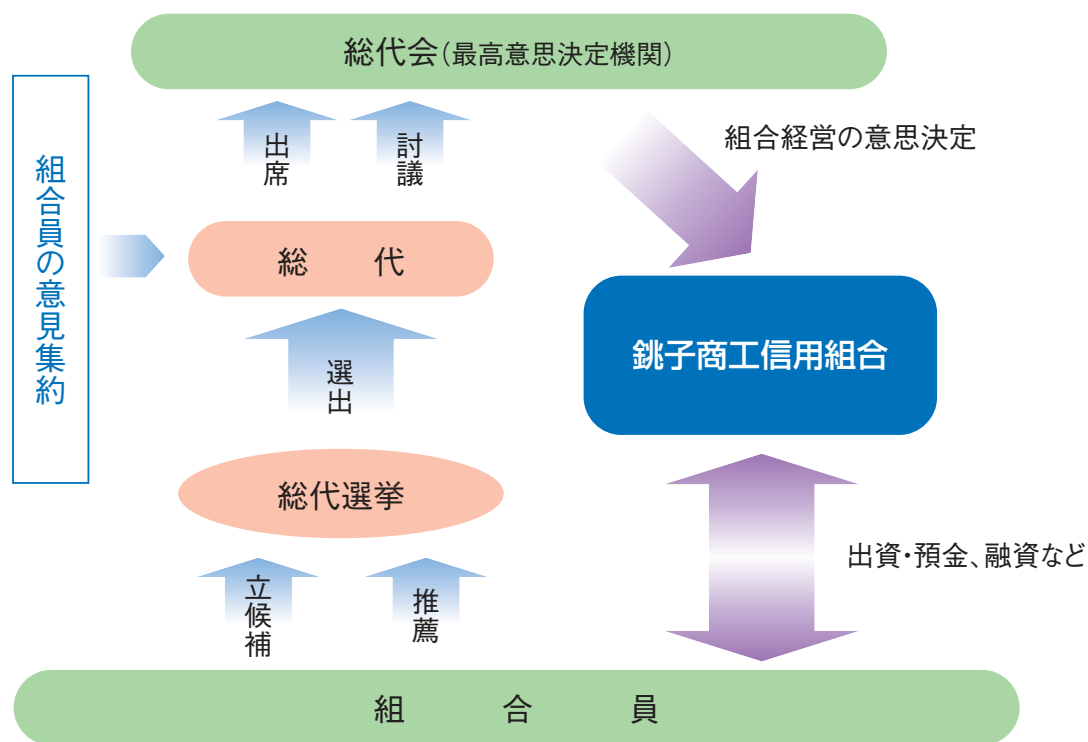 総代会(最高意思決定機関)
出席
討議
組合経営の意思決定
組合員の意見集約
総 代
銚子商工信用組合
選出
総代選挙
出資・預金、融資など
立候補
推薦
組 合 員